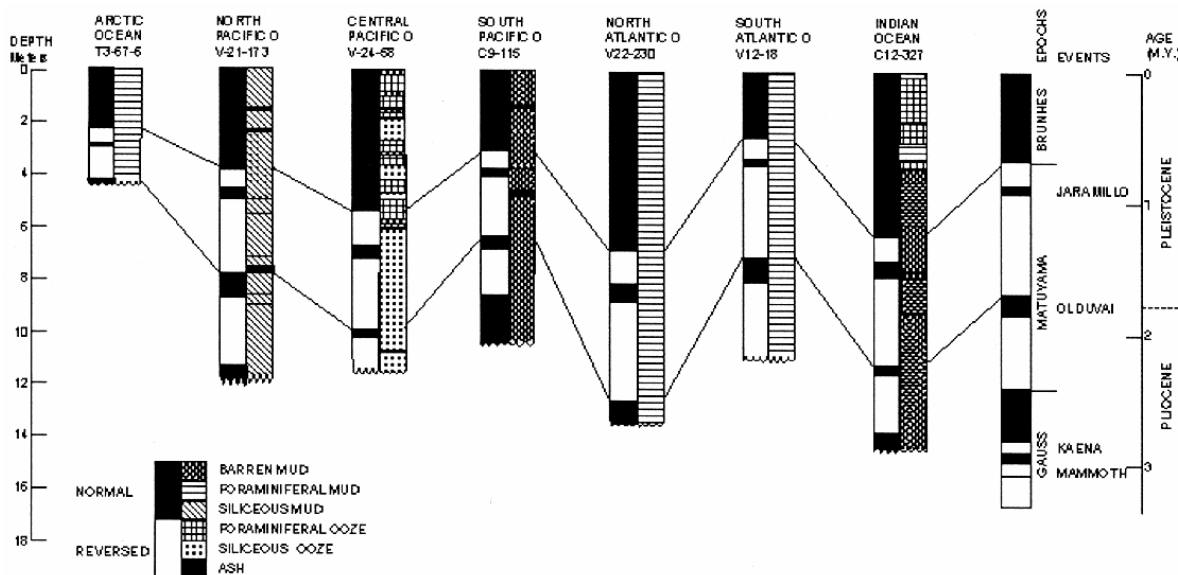 DEPTH
Meters
0
2
4
6
8
10
12
14
16
18
ARCTIC
OCEAN
T3-67-6
NORTH
PACIFIC O
V-21-173
CENTRAL
PACIFIC O
V-24-58
SOUTH
PACIFIC O
C9-115
NORTH
ATLANTIC O
V22-230
SOUTH
ATLANTIC O
V12-18
INDIAN
OCEAN
C12-327
EPOCHS
BRUNHES
MATUYAMA
GAUSS
EVENTS
JARAMILLO
OLDUVAI
KAENA
MAMMOTH
PLEISTOCENE
PLIOCENE
AGE
(M.Y.)
0
1
2
3
NORMAL
REVERSED
BARREN MUD
FORAMINIFERAL MUD
SILICEOUS MUD
FORAMINIFERAL OOZE
SILICEOUS OOZE
ASH